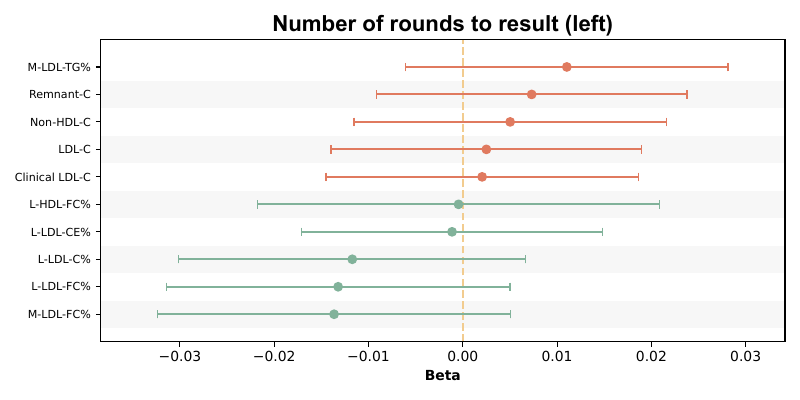 Number of rounds to result (left)
M-LDL-TG%
Remnant-C
Non-HDL-C
LDL-C
Clinical LDL-C
L-HDL-FC%
L-LDL-CE%
L-LDL-C%
L-LDL-FC%
M-LDL-FC%
−0.03 −0.02 −0.01 0.00 0.01 0.02 0.03
Beta